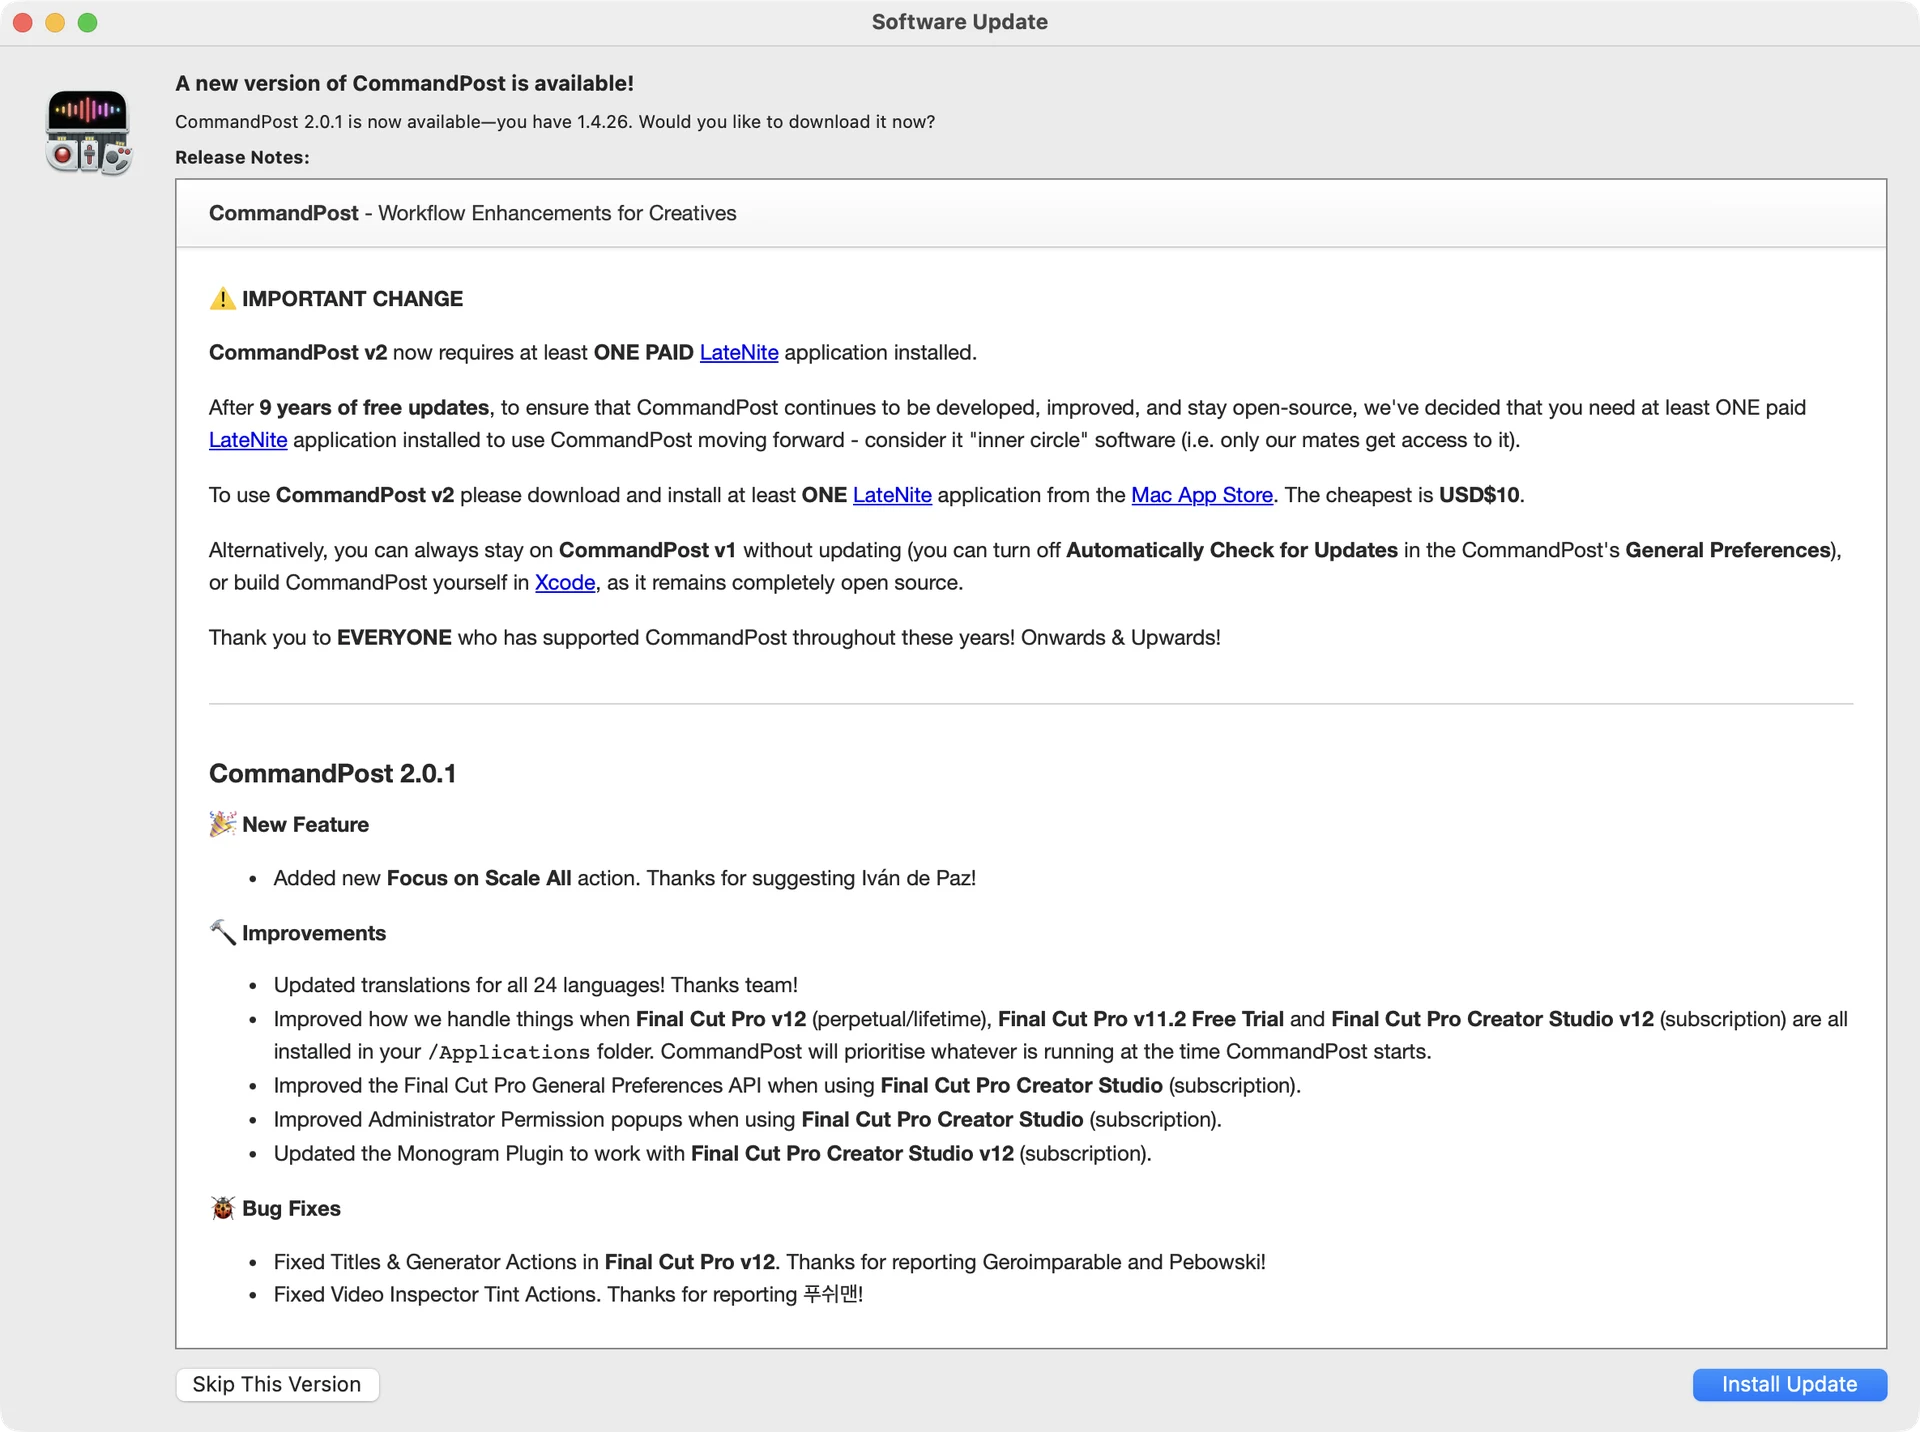 Software Update
A new version of CommandPost is available!
CommandPost 2.0.1 is now available—you have 1.4.26. Would you like to download it now?
Release Notes:
CommandPost - Workflow Enhancements for Creatives
⚠️ IMPORTANT CHANGE
CommandPost v2 now requires at least ONE PAID LateNite application installed.
After 9 years of free updates, to ensure that CommandPost continues to be developed, improved, and stay open-source, we've decided that you need at least ONE paid
LateNite application installed to use CommandPost moving forward - consider it "inner circle" software (i.e. only our mates get access to it).
To use CommandPost v2 please download and install at least ONE LateNite application from the Mac App Store. The cheapest is USD$10.
Alternatively, you can always stay on CommandPost v1 without updating (you can turn off Automatically Check for Updates in the CommandPost's General Preferences),
or build CommandPost yourself in Xcode, as it remains completely open source.
Thank you to EVERYONE who has supported CommandPost throughout these years! Onwards & Upwards!
CommandPost 2.0.1
🎉 New Feature
• Added new Focus on Scale All action. Thanks for suggesting Iván de Paz!
🔨 Improvements
• Updated translations for all 24 languages! Thanks team!
• Improved how we handle things when Final Cut Pro v12 (perpetual/lifetime), Final Cut Pro v11.2 Free Trial and Final Cut Pro Creator Studio v12 (subscription) are all
installed in your /Applications folder. CommandPost will prioritise whatever is running at the time CommandPost starts.
• Improved the Final Cut Pro General Preferences API when using Final Cut Pro Creator Studio (subscription).
• Improved Administrator Permission popups when using Final Cut Pro Creator Studio (subscription).
• Updated the Monogram Plugin to work with Final Cut Pro Creator Studio v12 (subscription).
🐞 Bug Fixes
• Fixed Titles & Generator Actions in Final Cut Pro v12. Thanks for reporting Geroimparable and Pebowski!
• Fixed Video Inspector Tint Actions. Thanks for reporting 푸쉬맨!
Skip This Version
Install Update